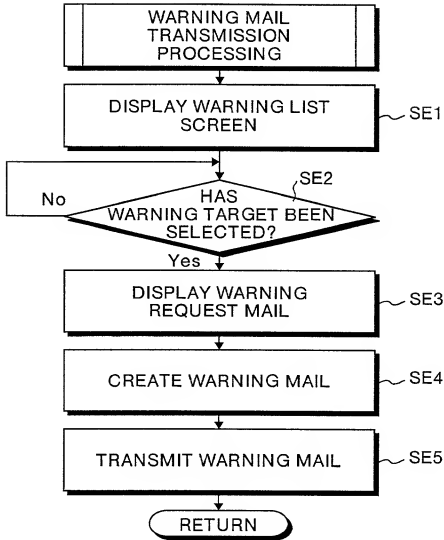 WARNING MAIL
TRANSMISSION
PROCESSING
DISPLAY WARNING LIST
SCREEN
SE1
SE2
No
HAS
WARNING TARGET BEEN
SELECTED?
Yes
DISPLAY WARNING
REQUEST MAIL
SE3
CREATE WARNING MAIL
SE4
TRANSMIT WARNING MAIL
SE5
RETURN